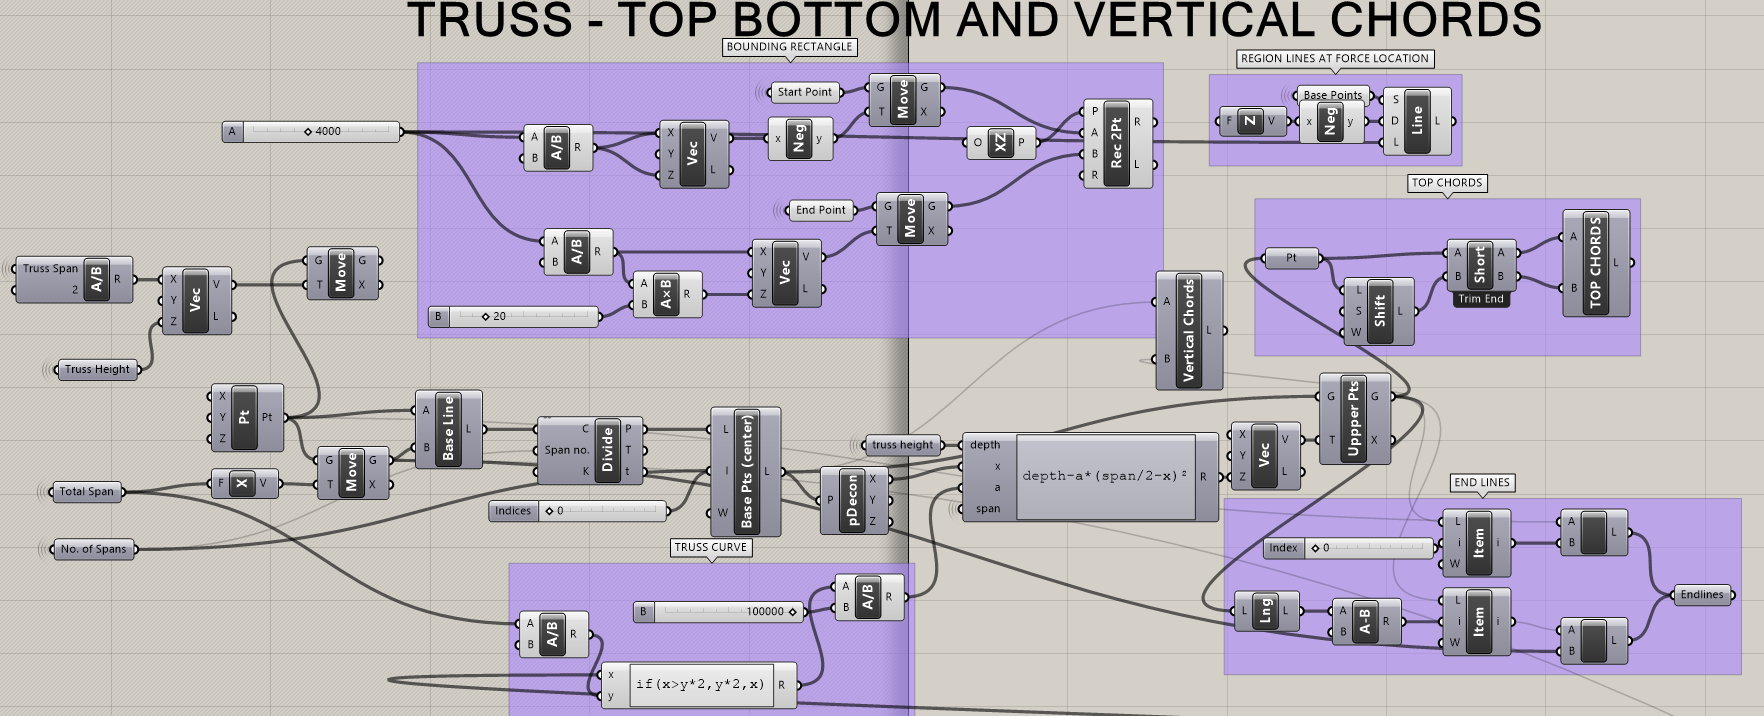 TRUSS - TOP BOTTOM AND VERTICAL CHORDS
BOUNDING RECTANGLE
REGION LINES AT FORCE LOCATION
A 4000
A B A/B R
X Y Z Vec V L
Start Point
G T Move G X
x Neg y
O XZ P
P A B R Rec 2Pt R L
F Z V
Base Points
x Neg y
S D L Line L
End Point
G T Move G X
A B A/B R
A B A×B R
B 20
X Y Z Vec V L
TOP CHORDS
Pt
L S W Shift L
A B Short A B
Trim End
A B TOP CHORDS L
Truss Span 2 A/B R
X Y Z Vec V L
G T Move G X
Truss Height
A B Vertical Chords L
X Y Z Pt Pt
F X V
G T Move G X
Total Span
No. of Spans
A B Base Line L
C Span no. K Divide P T t
Indices 0
L I W Base Pts (center) L
P pDecon X Y Z
truss height
depth x a span depth-a*(span/2-x)² R
X Y Z Vec V L
G T Uppper Pts G X
TRUSS CURVE
A B A/B R
B 100000
A B A/B R
x y if(x>y*2,y*2,x) R
END LINES
Index 0
L i W Item i
A B L
L Lng L
A B A-B R
L i W Item i
A B L
Endlines